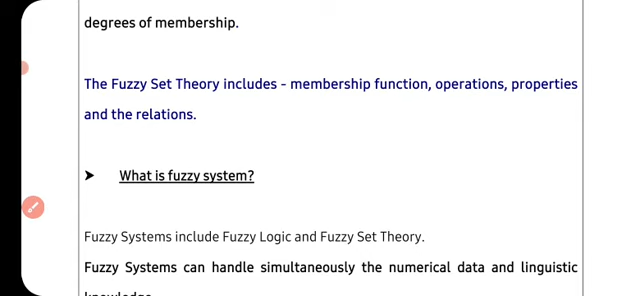 degrees of membership.
The Fuzzy Set Theory includes - membership function, operations, properties
and the relations.
➤ What is fuzzy system?
Fuzzy Systems include Fuzzy Logic and Fuzzy Set Theory.
Fuzzy Systems can handle simultaneously the numerical data and linguistic
knowledge.